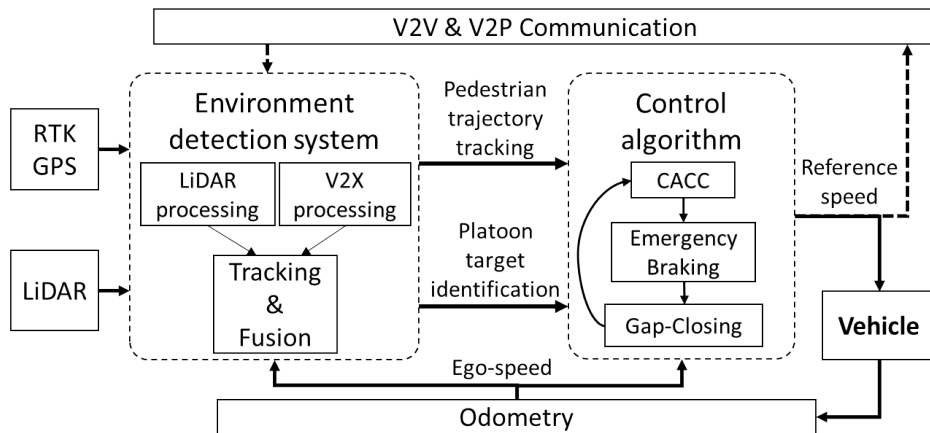 V2V & V2P Communication
RTK
GPS
LiDAR
Environment
detection system
LiDAR
processing
V2X
processing
Tracking
&
Fusion
Pedestrian
trajectory
tracking
Platoon
target
identification
Control
algorithm
CACC
Emergency
Braking
Gap-Closing
Reference
speed
Vehicle
Ego-speed
Odometry